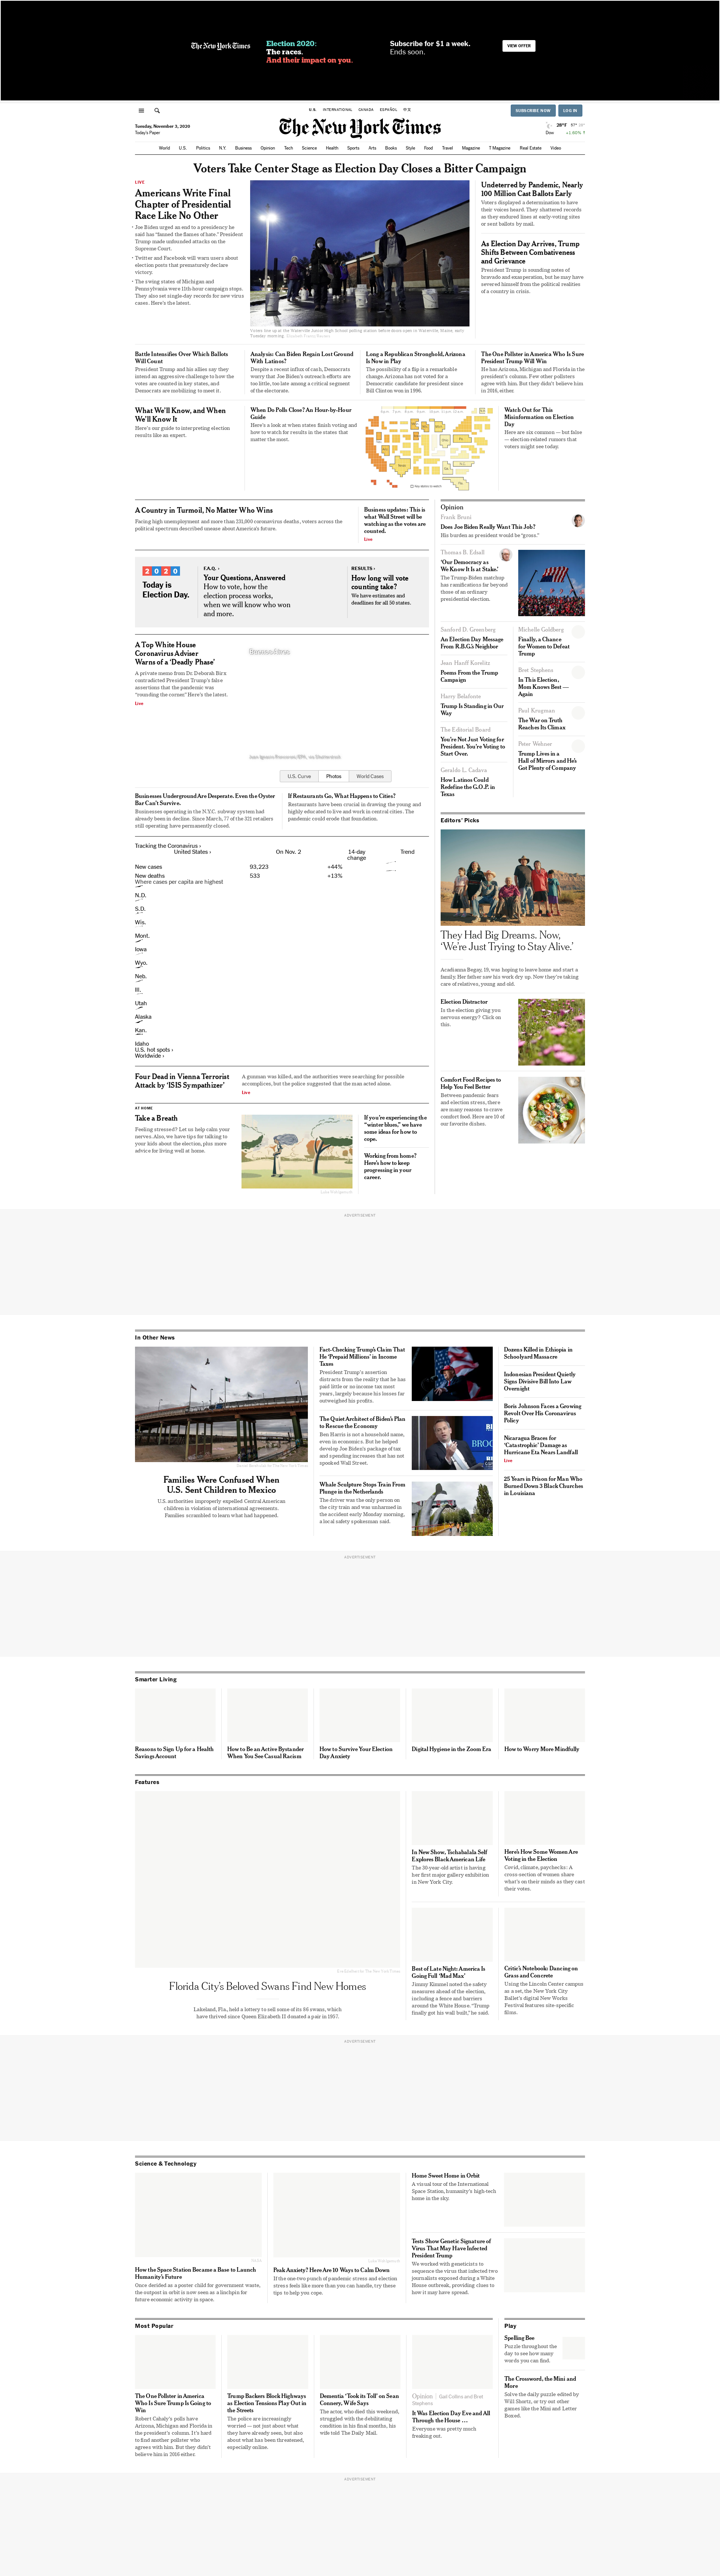 The New York Times
Election 2020:
The races.
And their impact on you.
Subscribe for $1 a week.
Ends soon.
VIEW OFFER
U.S. INTERNATIONAL CANADA ESPAÑOL 中文
SUBSCRIBE NOW LOG IN
Tuesday, November 3, 2020
Today's Paper
The New York Times
Dow +1.60% ↑
World U.S. Politics N.Y. Business Opinion Tech Science Health Sports Arts Books Style Food Travel Magazine T Magazine Real Estate Video
Voters Take Center Stage as Election Day Closes a Bitter Campaign
LIVE
Americans Write Final
Chapter of Presidential
Race Like No Other
• Joe Biden urged an end to a presidency he
said has "fanned the flames of hate." President
Trump made unfounded attacks on the
Supreme Court.
• Twitter and Facebook will warn users about
election posts that prematurely declare
victory.
• The swing states of Michigan and
Pennsylvania were 11th-hour campaign stops.
They also set single-day records for new virus
cases. Here's the latest.
Undeterred by Pandemic, Nearly
100 Million Cast Ballots Early
Voters displayed a determination to have
their voices heard. They shattered records
as they endured lines at early-voting sites
or sent ballots by mail.
As Election Day Arrives, Trump
Shifts Between Combativeness
and Grievance
President Trump is sounding notes of
bravado and exasperation, but he may have
severed himself from the political realities
of a country in crisis.
Battle Intensifies Over Which Ballots
Will Count
President Trump and his allies say they
intend an aggressive challenge to how the
votes are counted in key states, and
Democrats are mobilizing to meet it.
Analysis: Can Biden Regain Lost Ground
With Latinos?
Despite a recent influx of cash, Democrats
worry that Joe Biden's outreach efforts are
too little, too late among a critical segment
of the electorate.
Long a Republican Stronghold, Arizona
Is Now in Play
The possibility of a flip is a remarkable
change. Arizona has not voted for a
Democratic candidate for president since
Bill Clinton won in 1996.
The One Pollster in America Who Is Sure
President Trump Will Win
He has Arizona, Michigan and Florida in the
president's column. Few other pollsters
agree with him. But they didn't believe him
in 2016, either.
What We'll Know, and When
We'll Know It
Here's our guide to interpreting election
results like an expert.
When Do Polls Close? An Hour-by-Hour
Guide
Here's a look at when states finish voting and
how to watch for results in the states that
matter the most.
Watch Out for This
Misinformation on Election
Day
Here are six common — but false
— election-related rumors that
voters might see today.
A Country in Turmoil, No Matter Who Wins
Facing high unemployment and more than 231,000 coronavirus deaths, voters across the
political spectrum described unease about America's future.
Business updates: This is
what Wall Street will be
watching as the votes are
counted.
Live
2020
Today is
Election Day.
F.A.Q. ›
Your Questions, Answered
How to vote, how the
election process works,
when we will know who won
and more.
RESULTS ›
How long will vote
counting take?
We have estimates and
deadlines for all 50 states.
A Top White House
Coronavirus Adviser
Warns of a 'Deadly Phase'
A private memo from Dr. Deborah Birx
contradicted President Trump's false
assertions that the pandemic was
"rounding the corner." Here's the latest.
Live
U.S. Curve Photos World Cases
Businesses Underground Are Desperate. Even the Oyster
Bar Can't Survive.
Businesses operating in the N.Y.C. subway system had
already been in decline. Since March, 77 of the 321 retailers
still operating have permanently closed.
If Restaurants Go, What Happens to Cities?
Restaurants have been crucial in drawing the young and
highly educated to live and work in central cities. The
pandemic could erode that foundation.
Tracking the Coronavirus ›
United States › On Nov. 2 14-day
change Trend
New cases 93,223 +44%
New deaths 533 +13%
Where cases per capita are highest
N.D.
S.D.
Wis.
Mont.
Iowa
Wyo.
Neb.
Ill.
Utah
Alaska
Kan.
Idaho
U.S. hot spots ›
Worldwide ›
Four Dead in Vienna Terrorist
Attack by 'ISIS Sympathizer'
A gunman was killed, and the authorities were searching for possible
accomplices, but the police suggested that the man acted alone.
Live
AT HOME
Take a Breath
Feeling stressed? Let us help calm your
nerves. Also, we have tips for talking to
your kids about the election, plus more
advice for living well at home.
If you're experiencing the
"winter blues," we have
some ideas for how to
cope.
Working from home?
Here's how to keep
progressing in your
career.
Opinion
Frank Bruni
Does Joe Biden Really Want This Job?
His burdens as president would be "gross."
Thomas B. Edsall
'Our Democracy as
We Know It Is at Stake.'
The Trump-Biden matchup
has ramifications far beyond
those of an ordinary
presidential election.
Sanford D. Greenberg
An Election Day Message
From R.B.G.'s Neighbor
Jean Hanff Korelitz
Poems From the Trump
Campaign
Harry Belafonte
Trump Is Standing in Our
Way
The Editorial Board
You're Not Just Voting for
President. You're Voting to
Start Over.
Geraldo L. Cadava
How Latinos Could
Redefine the G.O.P. in
Texas
Michelle Goldberg
Finally, a Chance
for Women to Defeat
Trump
Bret Stephens
In This Election,
Mom Knows Best —
Again
Paul Krugman
The War on Truth
Reaches Its Climax
Peter Wehner
Trump Lives in a
Hall of Mirrors and He's
Got Plenty of Company
Editors' Picks
They Had Big Dreams. Now,
'We're Just Trying to Stay Alive.'
Acadianna Begay, 19, was hoping to leave home and start a
family. Her father saw his work dry up. Now they're taking
care of relatives, young and old.
Election Distractor
Is the election giving you
nervous energy? Click on
this.
Comfort Food Recipes to
Help You Feel Better
Between pandemic fears
and election stress, there
are many reasons to crave
comfort food. Here are 10 of
our favorite dishes.
ADVERTISEMENT
In Other News
Families Were Confused When
U.S. Sent Children to Mexico
U.S. authorities improperly expelled Central American
children in violation of international agreements.
Families scrambled to learn what had happened.
Fact-Checking Trump's Claim That
He 'Prepaid Millions' in Income
Taxes
President Trump's assertion
distracts from the reality that he has
paid little or no income tax most
years, largely because his losses far
outweighed his profits.
The Quiet Architect of Biden's Plan
to Rescue the Economy
Ben Harris is not a household name,
even in economics. But he helped
develop Joe Biden's package of tax
and spending increases that has not
spooked Wall Street.
Whale Sculpture Stops Train From
Plunge in the Netherlands
The driver was the only person on
the city train and was unharmed in
the accident early Monday morning,
a local safety spokesman said.
Dozens Killed in Ethiopia in
Schoolyard Massacre
Indonesian President Quietly
Signs Divisive Bill Into Law
Overnight
Boris Johnson Faces a Growing
Revolt Over His Coronavirus
Policy
Nicaragua Braces for
'Catastrophic' Damage as
Hurricane Eta Nears Landfall
Live
25 Years in Prison for Man Who
Burned Down 3 Black Churches
in Louisiana
ADVERTISEMENT
Smarter Living
Reasons to Sign Up for a Health
Savings Account
How to Be an Active Bystander
When You See Casual Racism
How to Survive Your Election
Day Anxiety
Digital Hygiene in the Zoom Era
How to Worry More Mindfully
Features
Florida City's Beloved Swans Find New Homes
Lakeland, Fla., held a lottery to sell some of its 86 swans, which
have thrived since Queen Elizabeth II donated a pair in 1957.
In New Show, Tschabalala Self
Explores Black American Life
The 30-year-old artist is having
her first major gallery exhibition
in New York City.
Here's How Some Women Are
Voting in the Election
Covid, climate, paychecks: A
cross-section of women share
what's on their minds as they cast
their votes.
Best of Late Night: America Is
Going Full 'Mad Max'
Jimmy Kimmel noted the safety
measures ahead of the election,
including a fence and barriers
around the White House. "Trump
finally got his wall built," he said.
Critic's Notebook: Dancing on
Grass and Concrete
Using the Lincoln Center campus
as a set, the New York City
Ballet's digital New Works
Festival features site-specific
films.
ADVERTISEMENT
Science & Technology
How the Space Station Became a Base to Launch
Humanity's Future
Once derided as a poster child for government waste,
the outpost in orbit is now seen as a linchpin for
future economic activity in space.
Peak Anxiety? Here Are 10 Ways to Calm Down
If the one-two punch of pandemic stress and election
stress feels like more than you can handle, try these
tips to help you cope.
Home Sweet Home in Orbit
A visual tour of the International
Space Station, humanity's high-tech
home in the sky.
Tests Show Genetic Signature of
Virus That May Have Infected
President Trump
We worked with geneticists to
sequence the virus that infected two
journalists exposed during a White
House outbreak, providing clues to
how it may have spread.
Most Popular
The One Pollster in America
Who Is Sure Trump Is Going to
Win
Robert Cahaly's polls have
Arizona, Michigan and Florida in
the president's column. It's hard
to find another pollster who
agrees with him. But they didn't
believe him in 2016 either.
Trump Backers Block Highways
as Election Tensions Play Out in
the Streets
The police are increasingly
worried — not just about what
they have already seen, but also
about what has been threatened,
especially online.
Dementia 'Took its Toll' on Sean
Connery, Wife Says
The actor, who died this weekend,
struggled with the debilitating
condition in his final months, his
wife told The Daily Mail.
Opinion | Gail Collins and Bret
Stephens
It Was Election Day Eve and All
Through the House …
Everyone was pretty much
freaking out.
Play
Spelling Bee
Puzzle throughout the
day to see how many
words you can find.
The Crossword, the Mini and
More
Solve the daily puzzle edited by
Will Shortz, or try out other
games like the Mini and Letter
Boxed.
ADVERTISEMENT